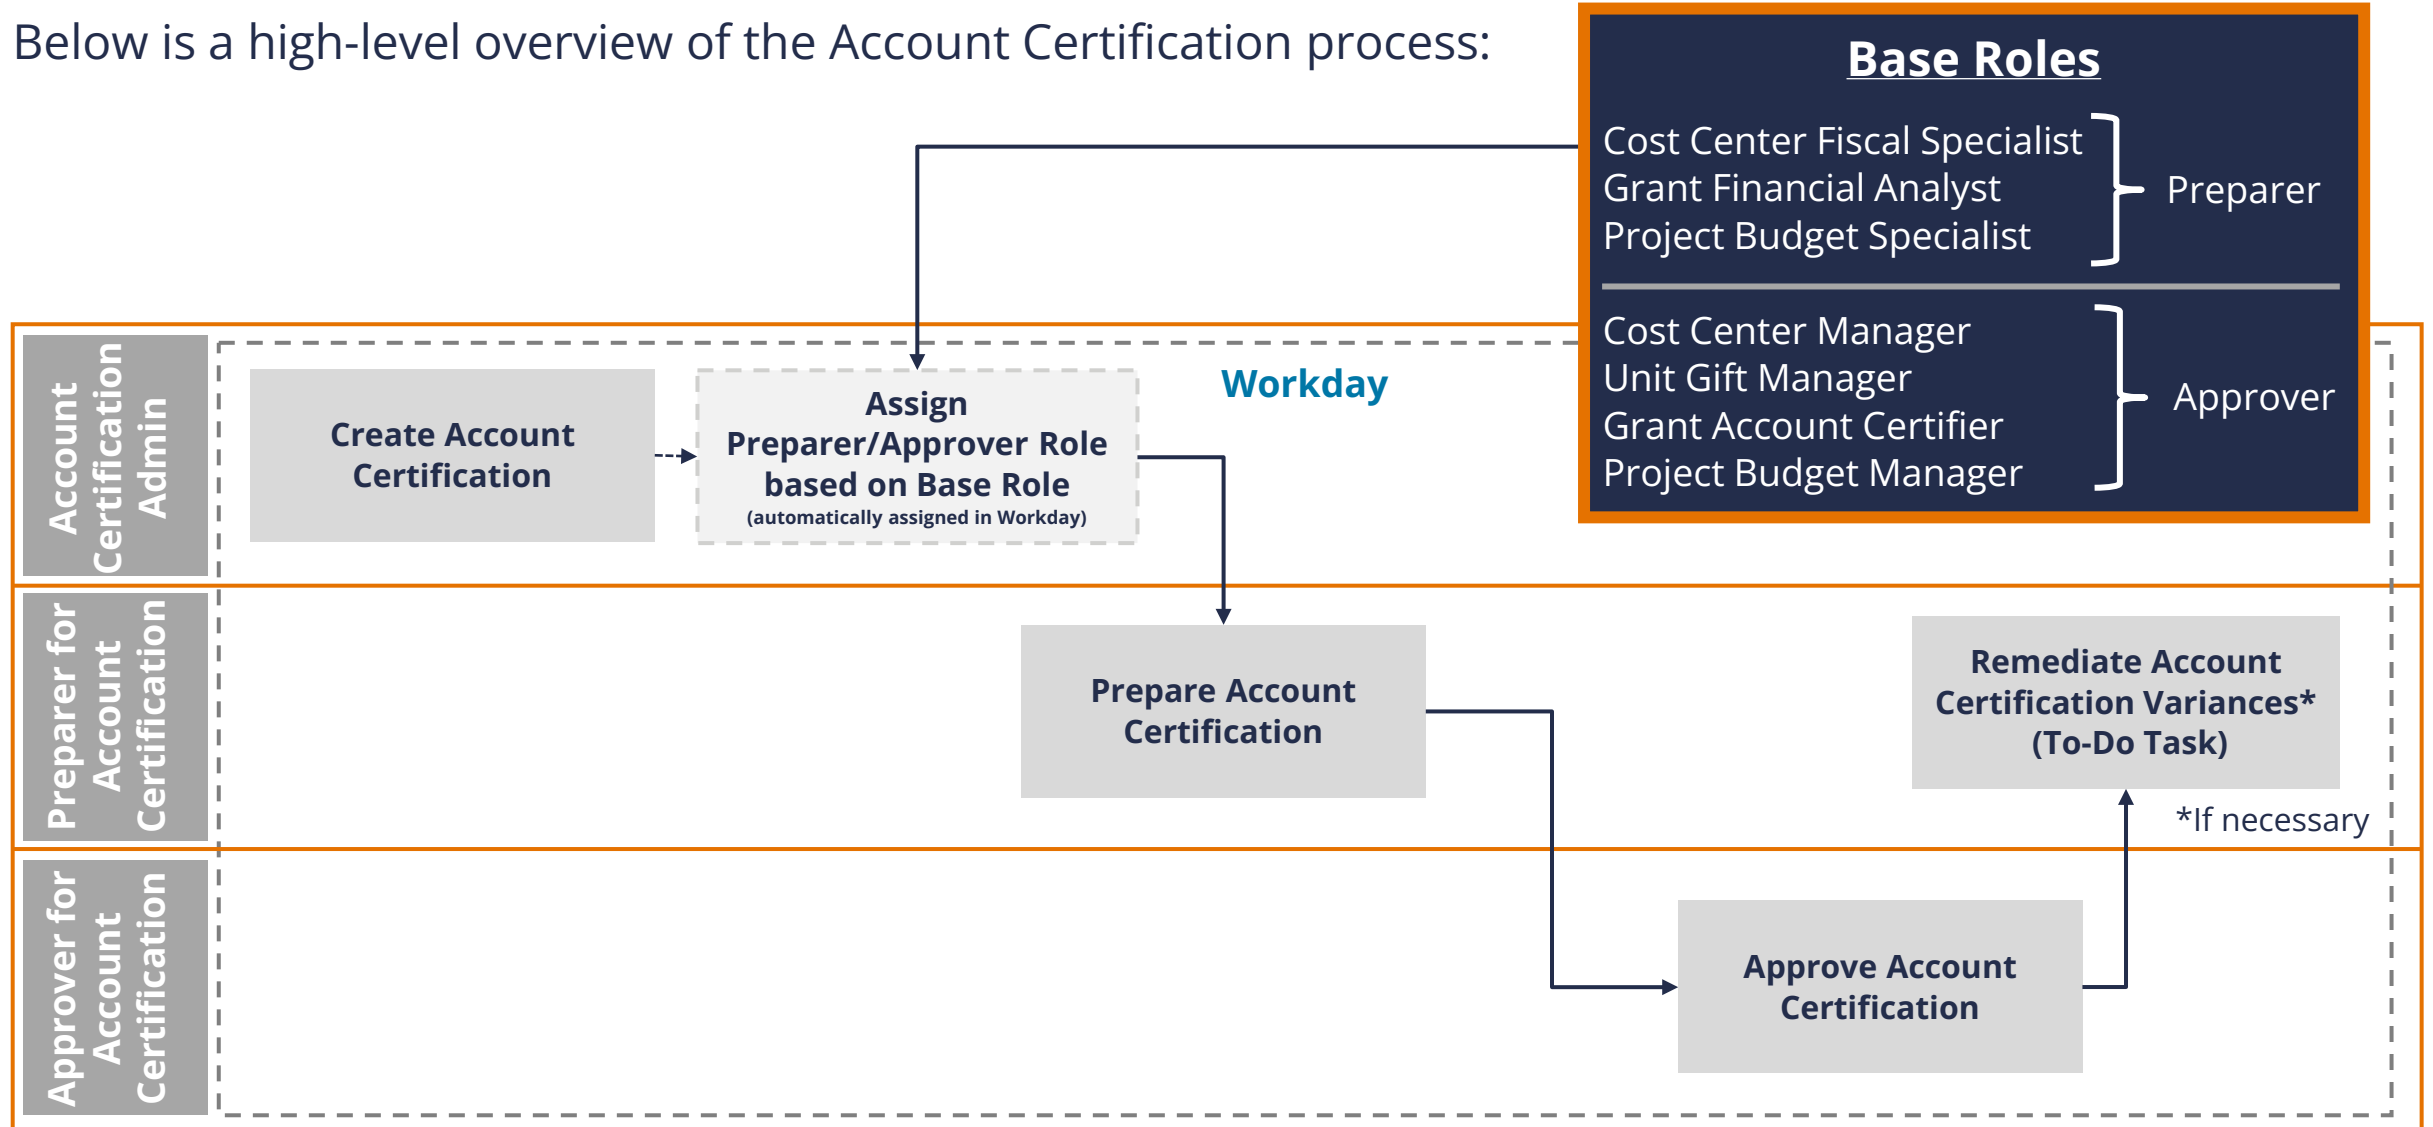 Below is a high-level overview of the Account Certification process:
Base Roles
Cost Center Fiscal Specialist
Grant Financial Analyst
Project Budget Specialist
Preparer
Cost Center Manager
Unit Gift Manager
Grant Account Certifier
Project Budget Manager
Approver
Account
Certification
Admin
Create Account
Certification
Assign
Preparer/Approver Role
based on Base Role
(automatically assigned in Workday)
Workday
Preparer for
Account
Certification
Prepare Account
Certification
Remediate Account
Certification Variances*
(To-Do Task)
*If necessary
Approver for
Account
Certification
Approve Account
Certification